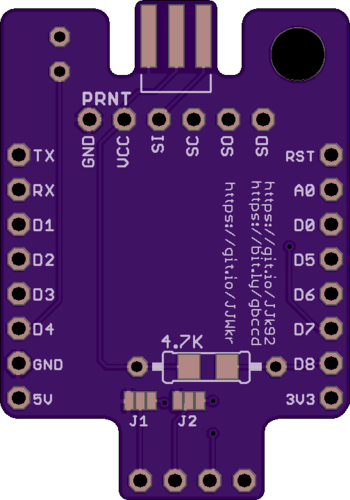 PRNT
GND VCC SI SC SO SD
TX RST
RX A0
D1 D0
D2 D5
D3 D6
D4 D7
GND D8
5V 3V3
https://git.io/JJkS2
https://bit.ly/gbccd
https://git.io/JJWkr
4.7K
J1 J2